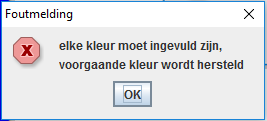 Foutmelding
elke kleur moet ingevuld zijn,
voorgaande kleur wordt hersteld
OK